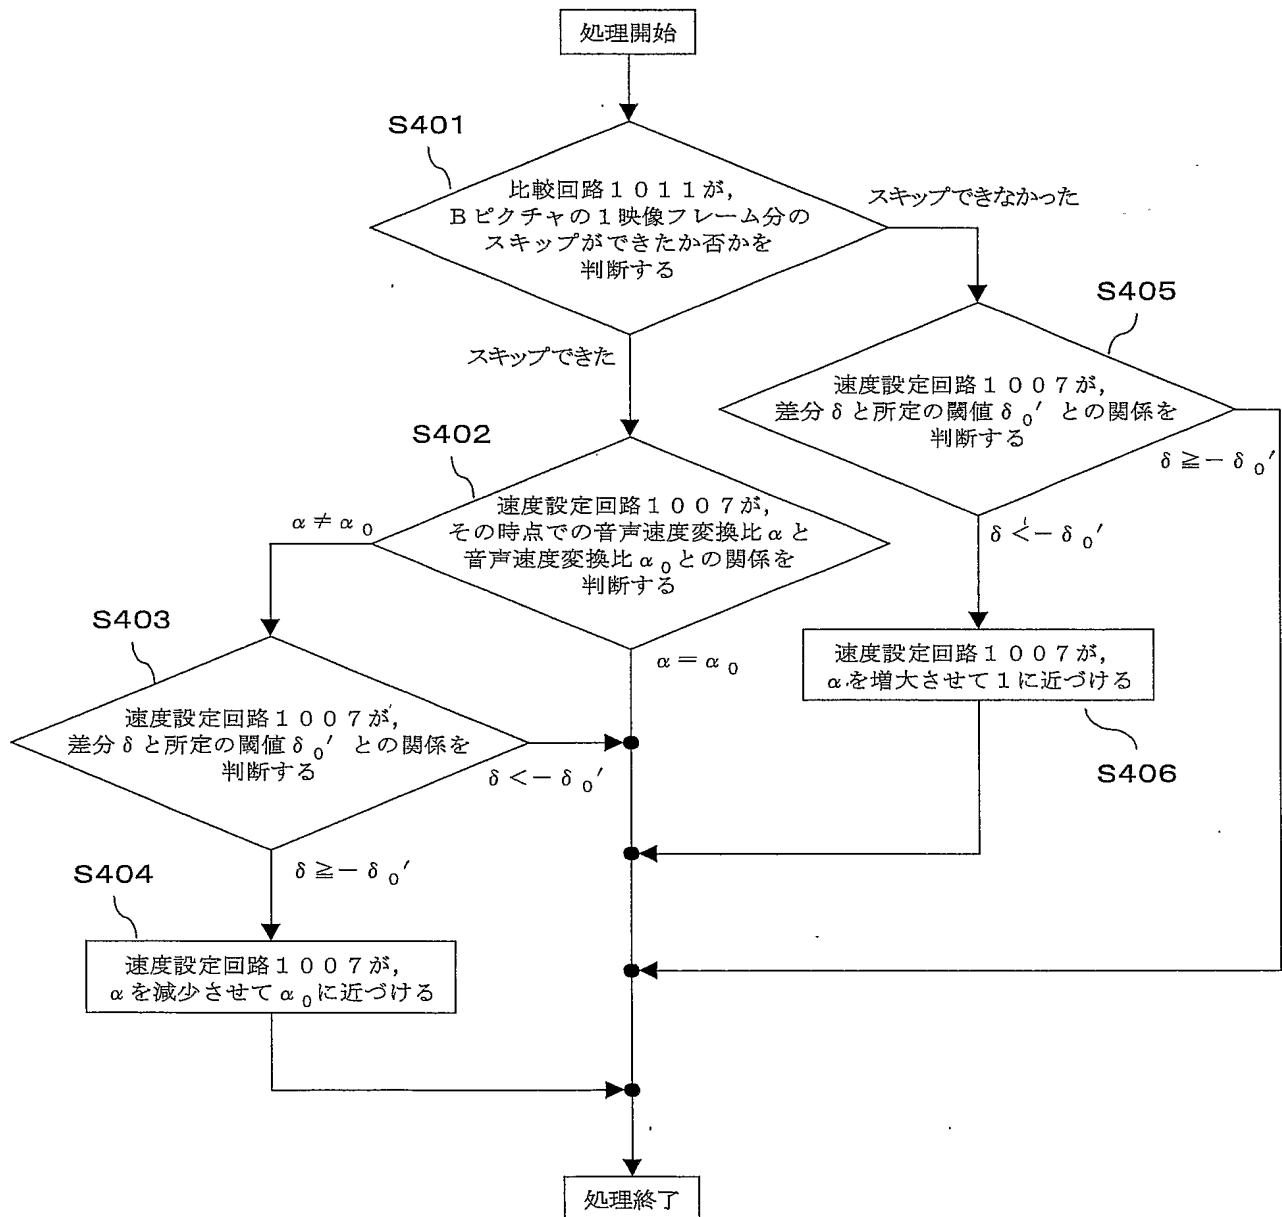 処理開始
S401
比較回路1011が,
Bピクチャの1映像フレーム分の
スキップができたか否かを
判断する
スキップできなかった
スキップできた
S405
速度設定回路1007が,
差分δと所定の閾値δ₀′ との関係を
判断する
δ≧-δ₀′
δ<-δ₀′
S402
速度設定回路1007が,
その時点での音声速度変換比αと
音声速度変換比α₀との関係を
判断する
α≠α₀
α=α₀
S406
速度設定回路1007が,
αを増大させて1に近づける
S403
速度設定回路1007が,
差分δと所定の閾値δ₀′ との関係を
判断する
δ<-δ₀′
δ≧-δ₀′
S404
速度設定回路1007が,
αを減少させてα₀に近づける
処理終了